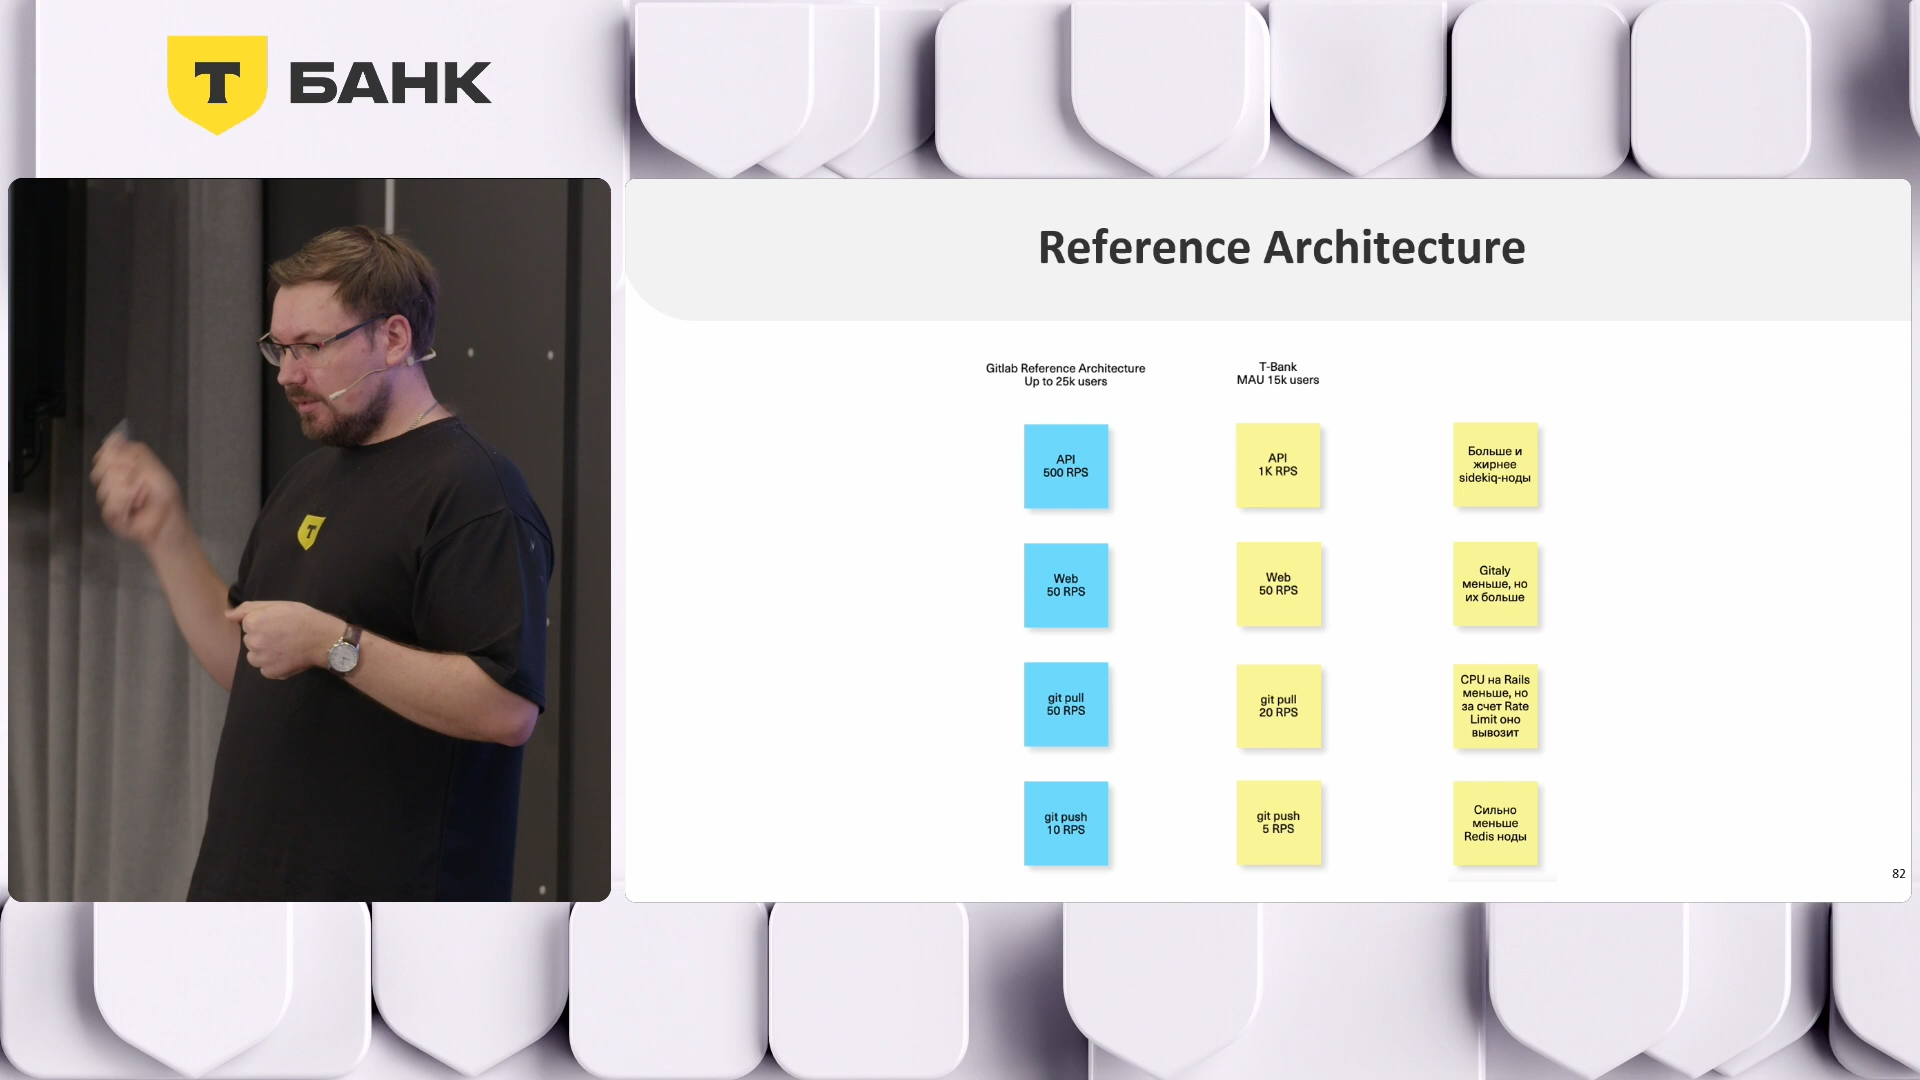 Т БАНК
Reference Architecture
Gitlab Reference Architecture
Up to 25k users
T-Bank
MAU 15k users
API
500 RPS
API
1K RPS
Больше и
жирнее
sidekiq-ноды
Web
50 RPS
Web
50 RPS
Gitaly
меньше, но
их больше
git pull
50 RPS
git pull
20 RPS
CPU на Rails
меньше, но
за счет Rate
Limit оно
вывозит
git push
10 RPS
git push
5 RPS
Сильно
меньше
Redis ноды
82
Т